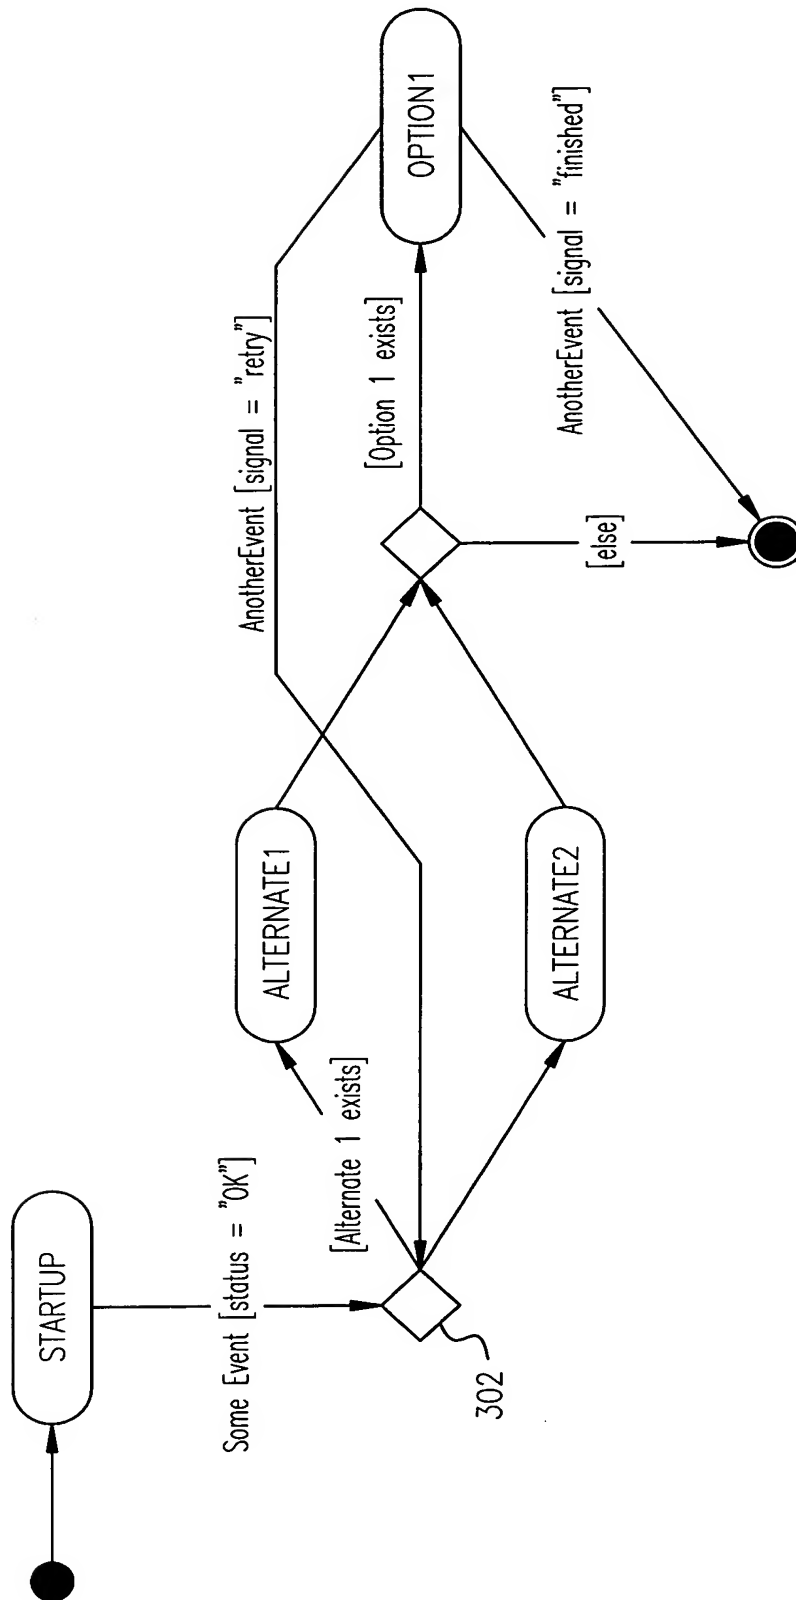 STARTUP
Some Event [status = "OK"]
302
[Alternate 1 exists]
ALTERNATE1
ALTERNATE2
AnotherEvent [signal = "retry"]
[Option 1 exists]
[else]
OPTION1
AnotherEvent [signal = "finished"]